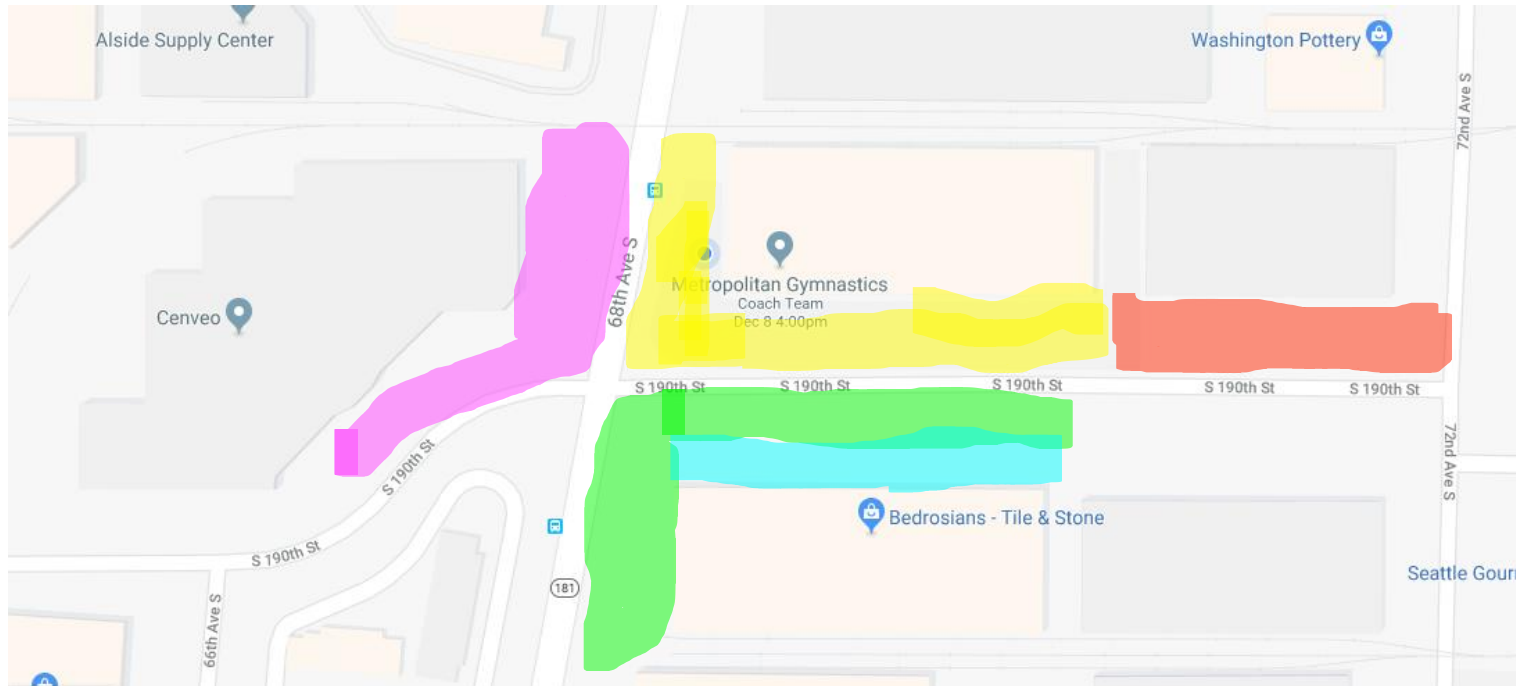 Alside Supply Center
Washington Pottery
72nd Ave S
68th Ave S
Metropolitan Gymnastics
Coach Team
Dec 8 4:00pm
Cenveo
S 190th St
S 190th St
S 190th St
S 190th St
S 190th St
S 190th St
72nd Ave S
Bedrosians - Tile & Stone
S 190th St
181
Seattle Gour
66th Ave S